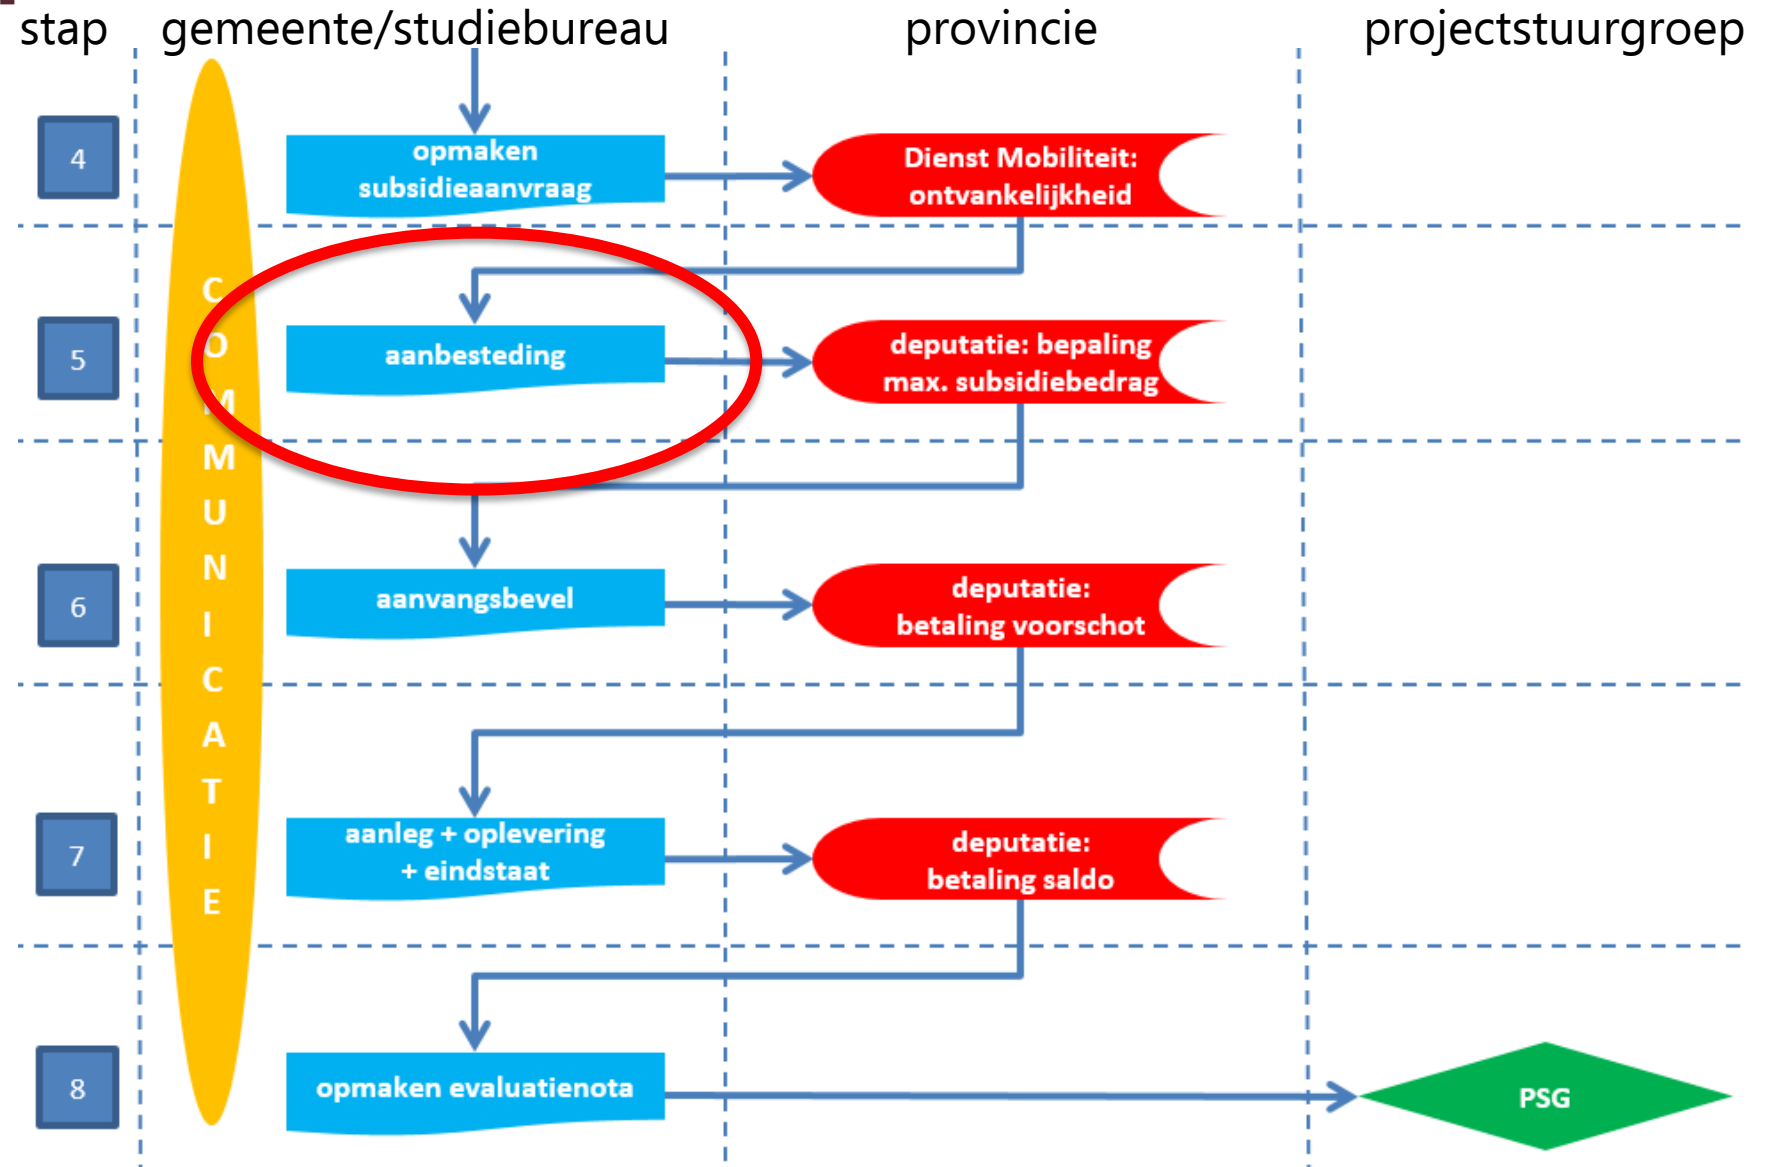 stap gemeente/studiebureau provincie projectstuurgroep
4
opmaken
subsidieaanvraag
Dienst Mobiliteit:
ontvankelijkheid
5
aanbesteding
deputatie: bepaling
max. subsidiebedrag
6
aanvangsbevel
deputatie:
betaling voorschot
7
aanleg + oplevering
+ eindstaat
deputatie:
betaling saldo
8
opmaken evaluatienota
PSG
C
O
M
M
U
N
I
C
A
T
I
E